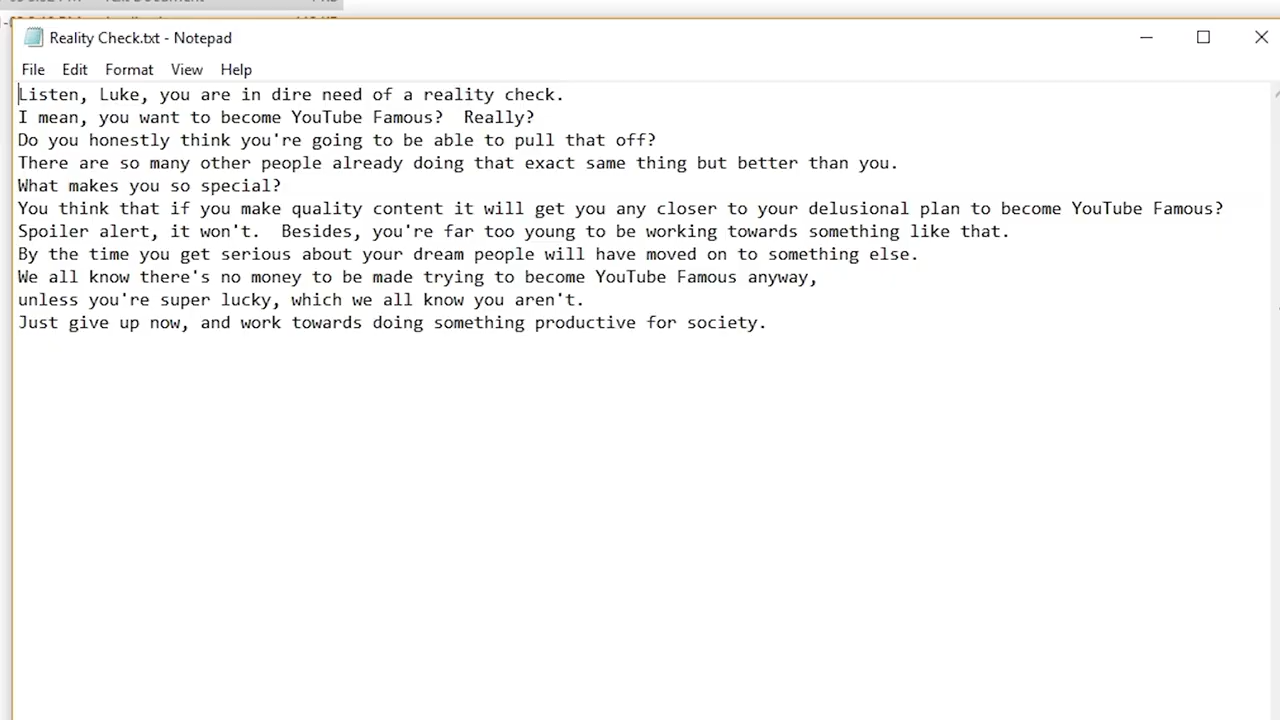 Reality Check.txt - Notepad
File Edit Format View Help
Listen, Luke, you are in dire need of a reality check.
I mean, you want to become YouTube Famous?  Really?
Do you honestly think you're going to be able to pull that off?
There are so many other people already doing that exact same thing but better than you.
What makes you so special?
You think that if you make quality content it will get you any closer to your delusional plan to become YouTube Famous?
Spoiler alert, it won't.  Besides, you're far too young to be working towards something like that.
By the time you get serious about your dream people will have moved on to something else.
We all know there's no money to be made trying to become YouTube Famous anyway,
unless you're super lucky, which we all know you aren't.
Just give up now, and work towards doing something productive for society.